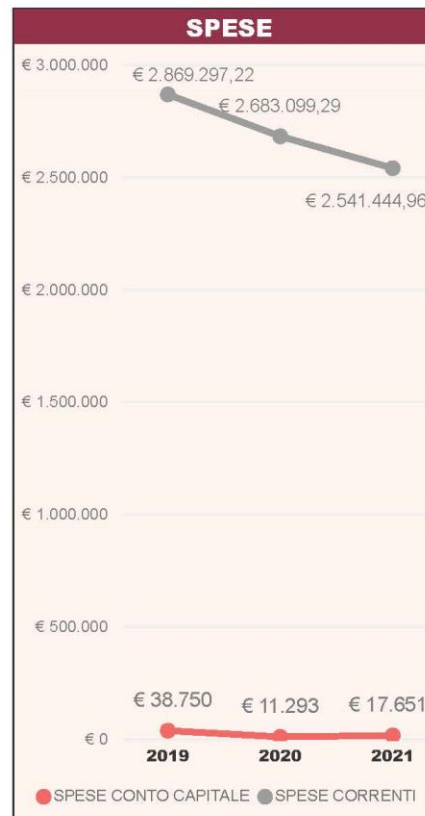 SPESE
€ 3.000.000
€ 2.869.297,22
€ 2.683.099,29
€ 2.500.000
€ 2.541.444,96
€ 2.000.000
€ 1.500.000
€ 1.000.000
€ 500.000
€ 38.750 € 11.293 € 17.651
€ 0
2019 2020 2021
SPESE CONTO CAPITALE SPESE CORRENTI